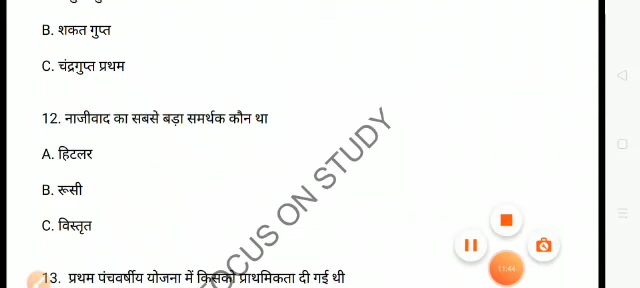 B. शकत गुप्त
C. चंद्रगुप्त प्रथम
12. नाजीवाद का सबसे बड़ा समर्थक कौन था
A. हिटलर
B. रूसी
C. विस्तृत
FOCUS ON STUDY
13. प्रथम पंचवर्षीय योजना में किसको प्राथमिकता दी गई थी
11:44